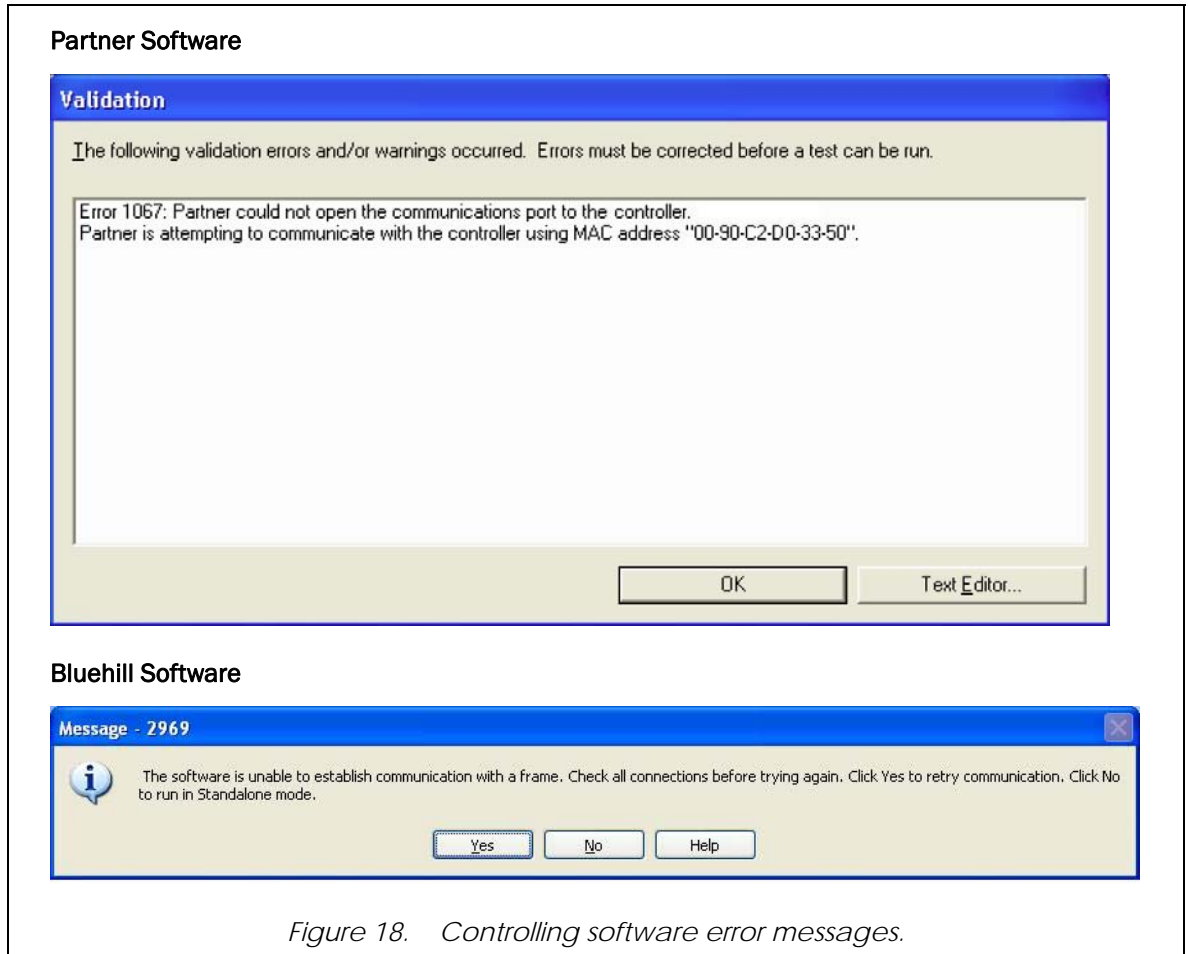 Partner Software
Validation
The following validation errors and/or warnings occurred. Errors must be corrected before a test can be run.
Error 1067: Partner could not open the communications port to the controller.
Partner is attempting to communicate with the controller using MAC address "00-90-C2-D0-33-50".
OK
Text Editor...
Bluehill Software
Message - 2969
The software is unable to establish communication with a frame. Check all connections before trying again. Click Yes to retry communication. Click No
to run in Standalone mode.
Yes
No
Help
Figure 18. Controlling software error messages.